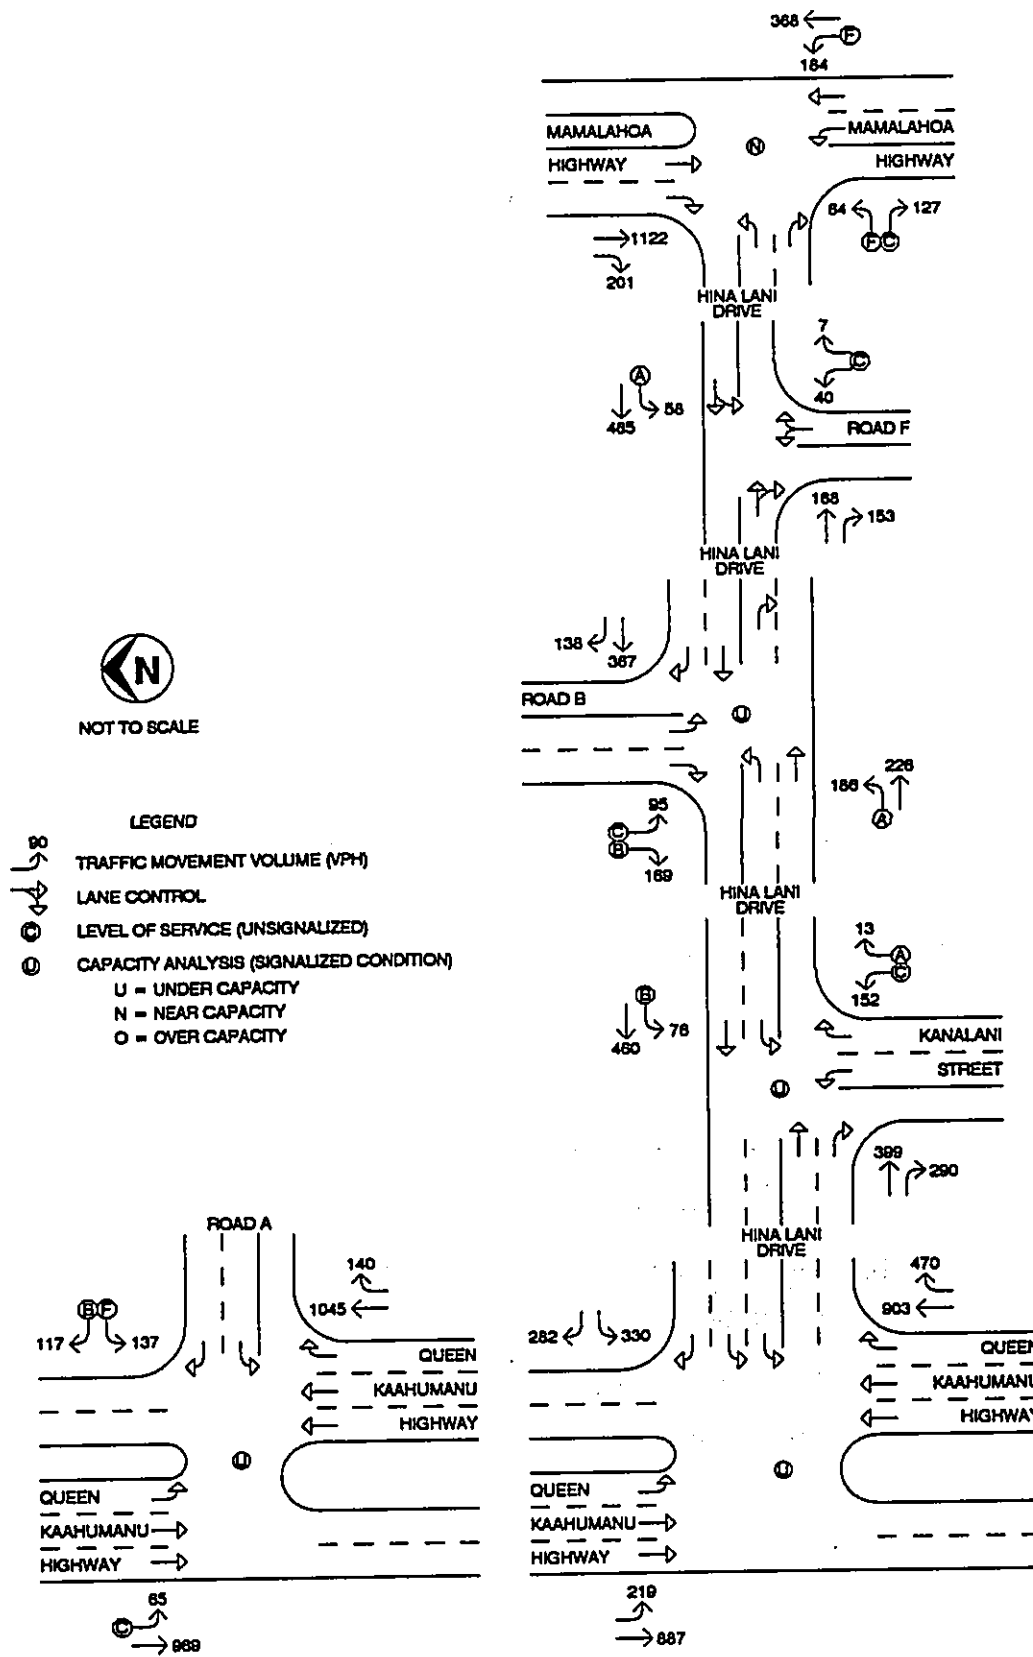 368
F
184
MAMALAHOA
HIGHWAY
N
MAMALAHOA
HIGHWAY
64 127
F C
1122
201
HINA LANI
DRIVE
7
C
40
A
58
485
ROAD F
168
153
HINA LANI
DRIVE
138
367
N
NOT TO SCALE
ROAD B
U
226
186
A
95
C
B
169
HINA LANI
DRIVE
LEGEND
90
TRAFFIC MOVEMENT VOLUME (VPH)
LANE CONTROL
C LEVEL OF SERVICE (UNSIGNALIZED)
U CAPACITY ANALYSIS (SIGNALIZED CONDITION)
U = UNDER CAPACITY
N = NEAR CAPACITY
O = OVER CAPACITY
13
A
C
152
B
76
460
KANALANI
STREET
U
399
290
HINA LANI
DRIVE
ROAD A
140
1045
B F
117 137
QUEEN
KAAHUMANU
HIGHWAY
U
QUEEN
KAAHUMANU
HIGHWAY
65
C
969
470
903
282 330
QUEEN
KAAHUMANU
HIGHWAY
U
QUEEN
KAAHUMANU
HIGHWAY
219
887